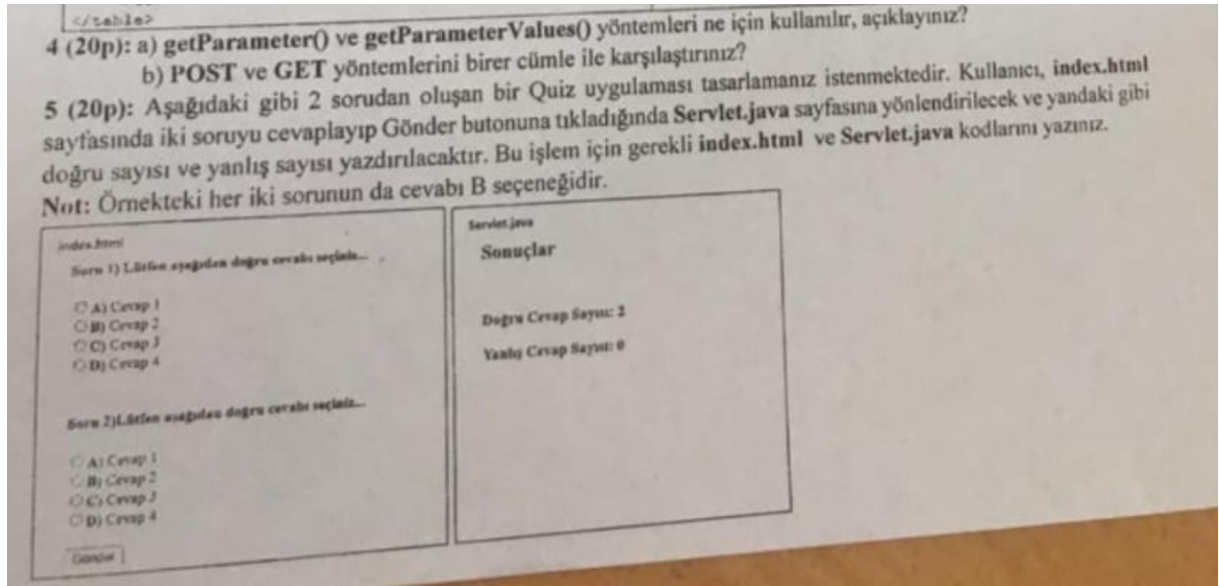 </table>
4 (20p): a) getParameter() ve getParameterValues() yöntemleri ne için kullanılır, açıklayınız?
b) POST ve GET yöntemlerini birer cümle ile karşılaştırınız?
5 (20p): Aşağıdaki gibi 2 sorudan oluşan bir Quiz uygulaması tasarlamanız istenmektedir. Kullanıcı, index.html
sayfasında iki soruyu cevaplayıp Gönder butonuna tıkladığında Servlet.java sayfasına yönlendirilecek ve yandaki gibi
doğru sayısı ve yanlış sayısı yazdırılacaktır. Bu işlem için gerekli index.html ve Servlet.java kodlarını yazınız.
Not: Örnekteki her iki sorunun da cevabı B seçeneğidir.
index.html
Soru 1) Lütfen aşağıdan doğru cevabı seçiniz...
A) Cevap 1
B) Cevap 2
C) Cevap 3
D) Cevap 4
Soru 2)Lütfen aşağıdan doğru cevabı seçiniz...
A) Cevap 1
B) Cevap 2
C) Cevap 3
D) Cevap 4
Gönder
Servlet.java
Sonuçlar
Doğru Cevap Sayısı: 2
Yanlış Cevap Sayısı: 0